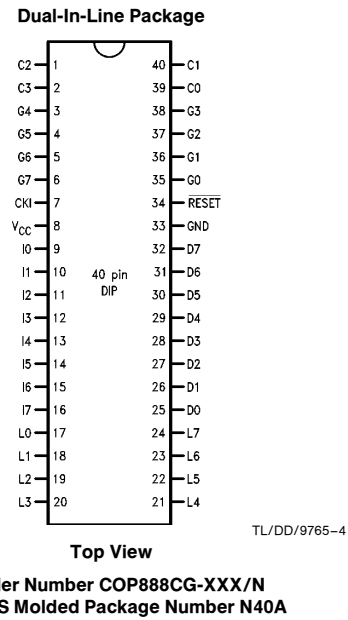 Dual-In-Line Package
C2 1 40 C1
C3 2 39 C0
G4 3 38 G3
G5 4 37 G2
G6 5 36 G1
G7 6 35 G0
CKI 7 34 RESET
VCC 8 33 GND
I0 9 32 D7
I1 10 40 pin 31 D6
I2 11 DIP 30 D5
I3 12 29 D4
I4 13 28 D3
I5 14 27 D2
I6 15 26 D1
I7 16 25 D0
L0 17 24 L7
L1 18 23 L6
L2 19 22 L5
L3 20 21 L4
TL/DD/9765–4
Top View
Number COP888CG-XXX/N
Molded Package Number N40A